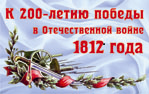 К 200-летию победы
в Отечественной войне
1812 года